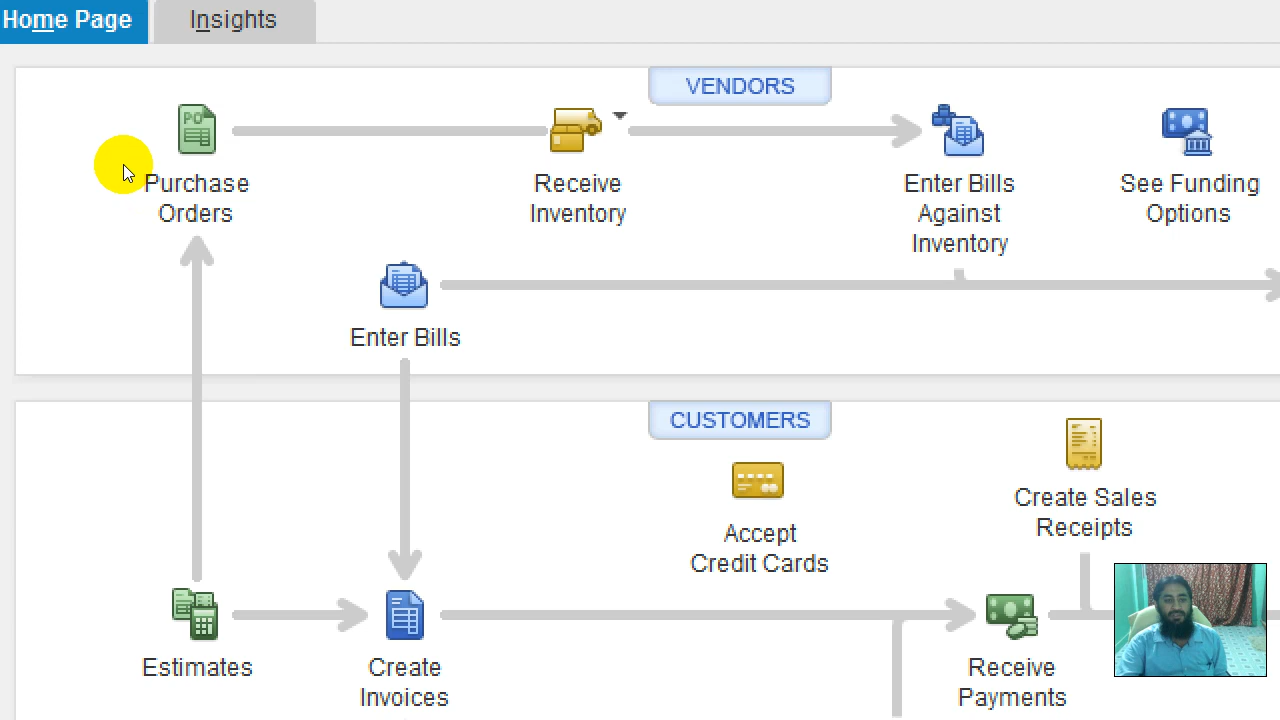 Home Page
Insights
VENDORS
PO
Purchase
Orders
Receive
Inventory
Enter Bills
Against
Inventory
See Funding
Options
Enter Bills
CUSTOMERS
Accept
Credit Cards
Create Sales
Receipts
Estimates
Create
Invoices
Receive
Payments